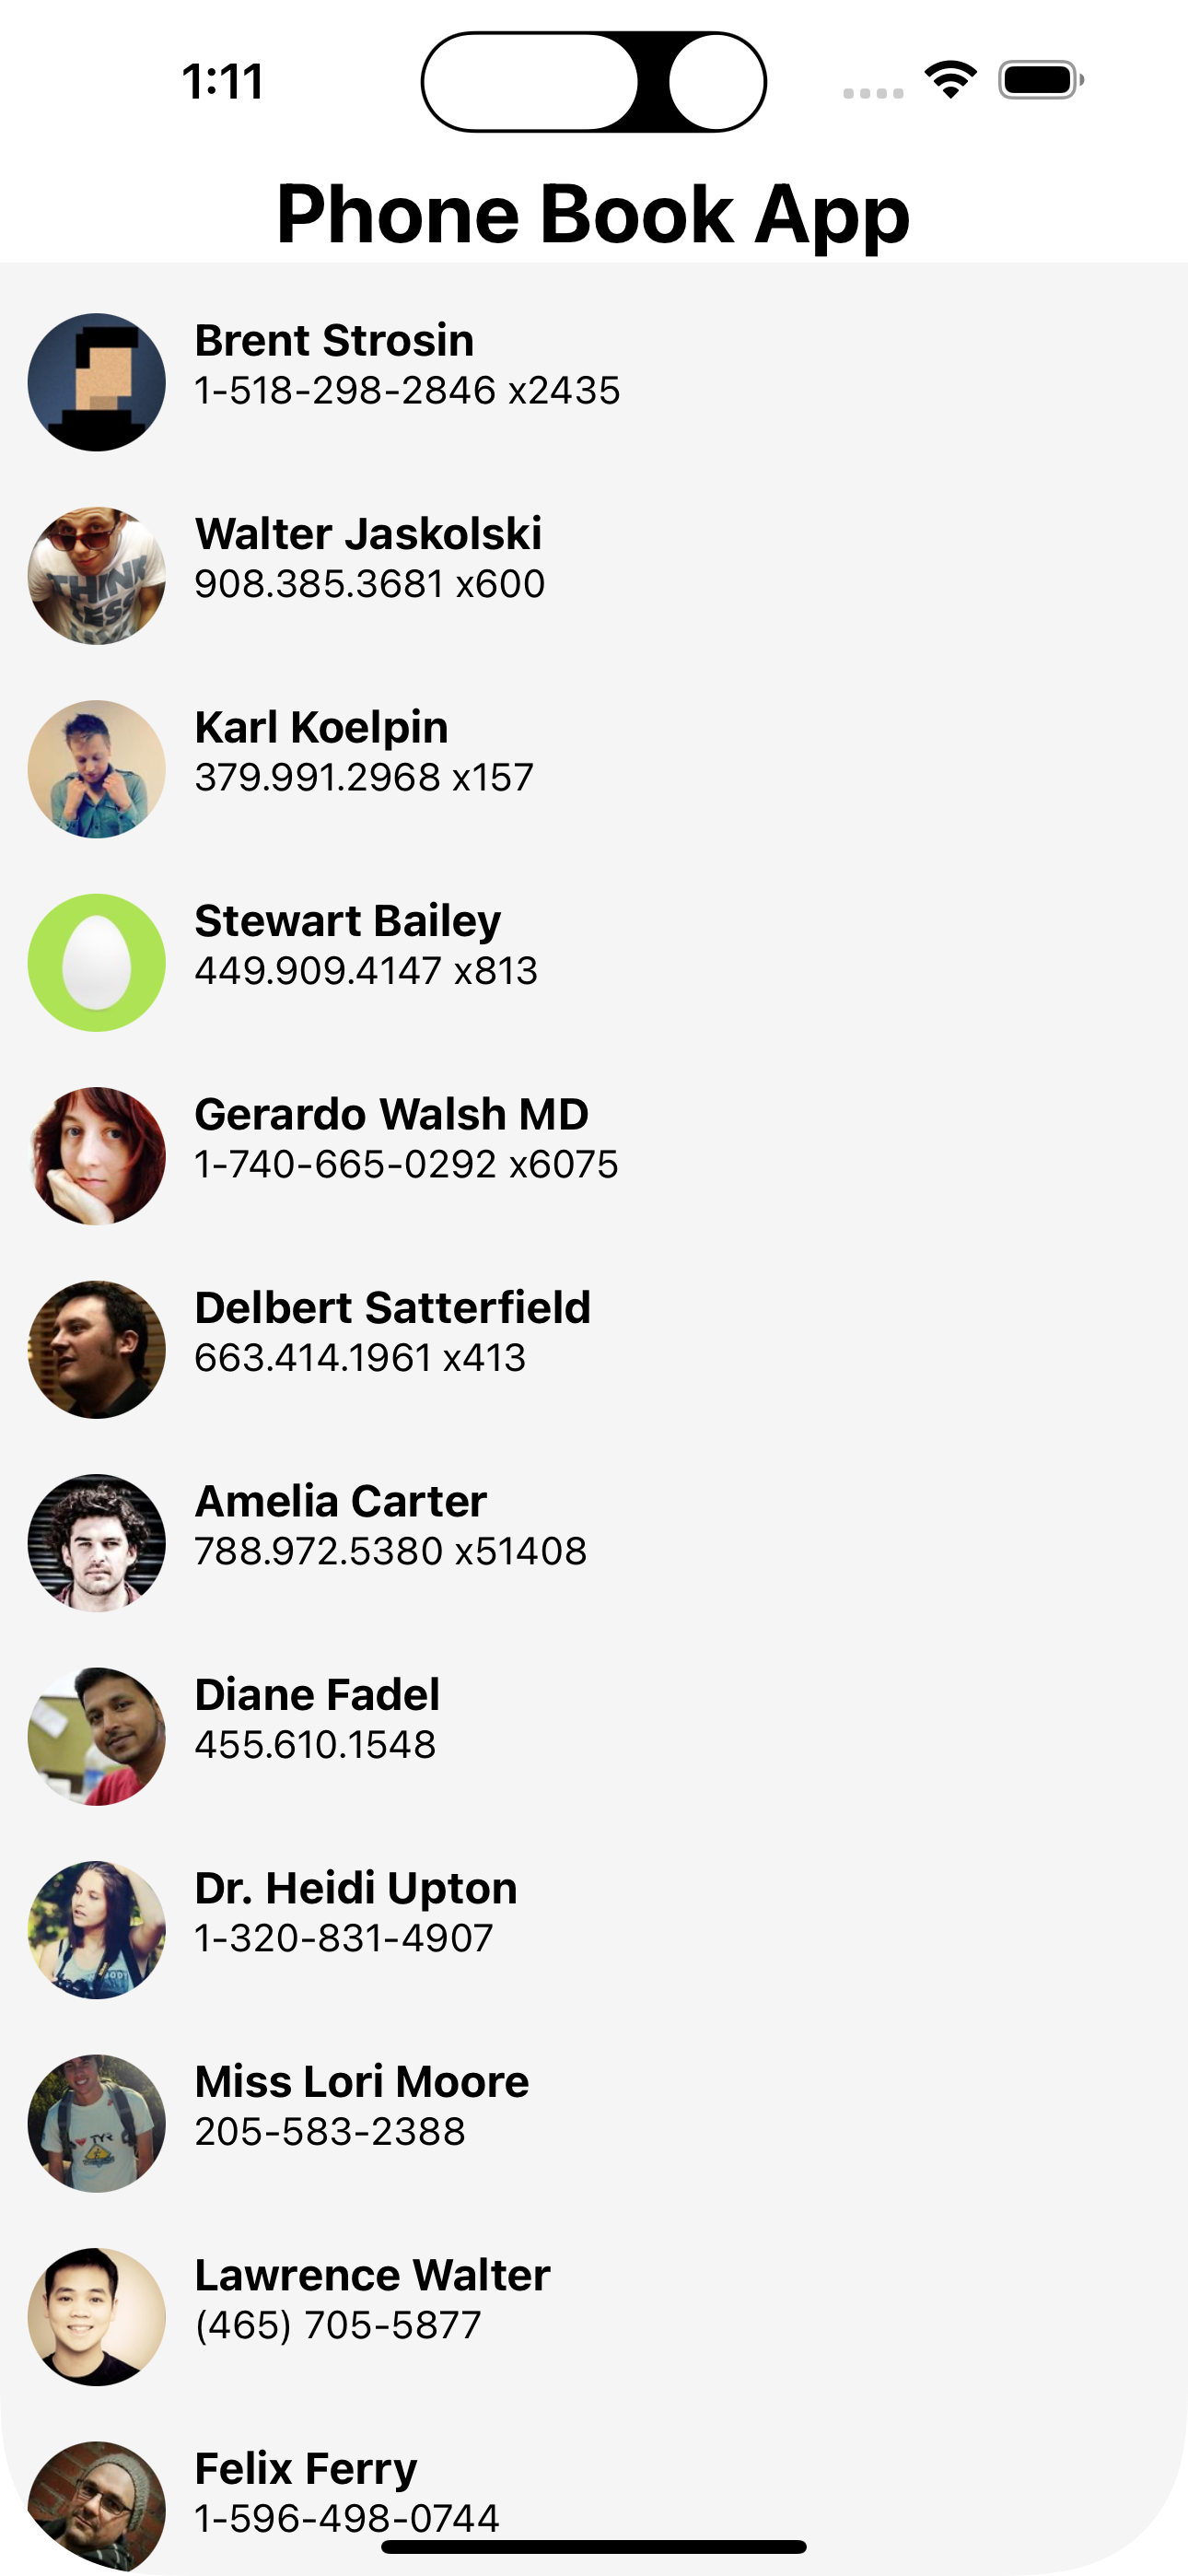 1:11
Phone Book App
Brent Strosin
1-518-298-2846 x2435
Walter Jaskolski
908.385.3681 x600
THINK
LESS
Karl Koelpin
379.991.2968 x157
Stewart Bailey
449.909.4147 x813
Gerardo Walsh MD
1-740-665-0292 x6075
Delbert Satterfield
663.414.1961 x413
Amelia Carter
788.972.5380 x51408
Diane Fadel
455.610.1548
Dr. Heidi Upton
1-320-831-4907
Miss Lori Moore
205-583-2388
TYR
Lawrence Walter
(465) 705-5877
Felix Ferry
1-596-498-0744